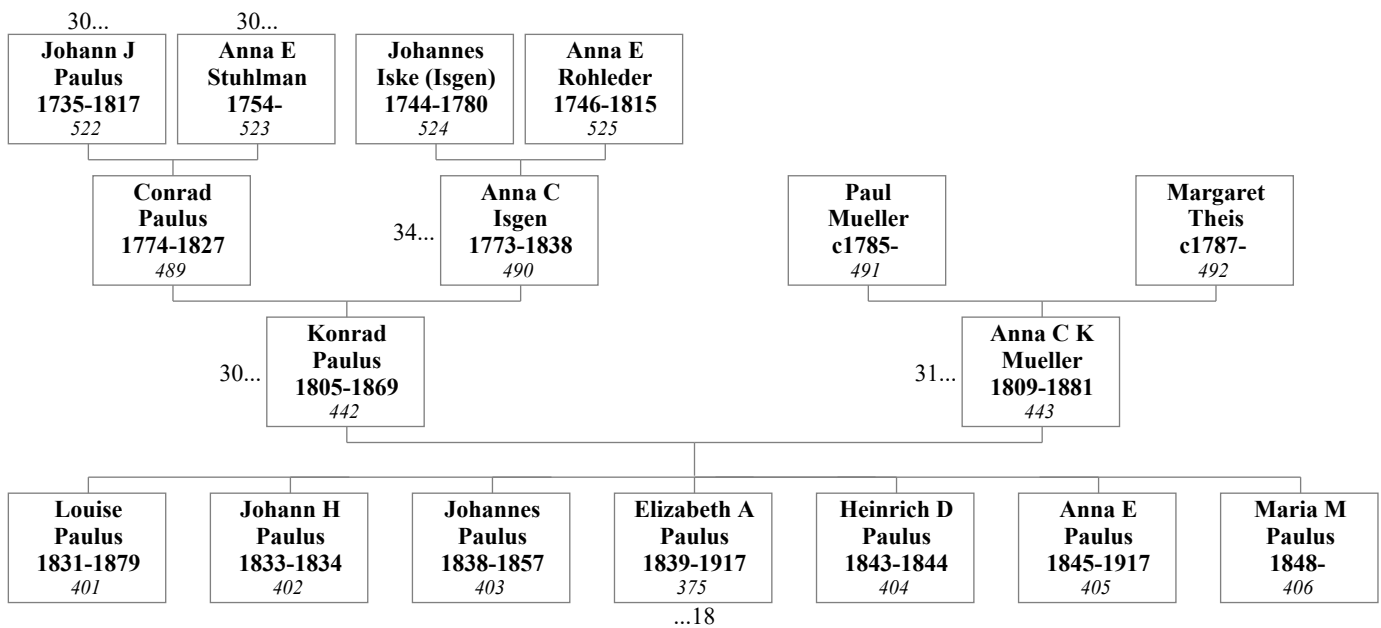 30...
30...
Johann J
Paulus
1735-1817
522
Anna E
Stuhlman
1754-
523
Johannes
Iske (Isgen)
1744-1780
524
Anna E
Rohleder
1746-1815
525
Conrad
Paulus
1774-1827
489
34...
Anna C
Isgen
1773-1838
490
Paul
Mueller
c1785-
491
Margaret
Theis
c1787-
492
30...
Konrad
Paulus
1805-1869
442
31...
Anna C K
Mueller
1809-1881
443
Louise
Paulus
1831-1879
401
Johann H
Paulus
1833-1834
402
Johannes
Paulus
1838-1857
403
Elizabeth A
Paulus
1839-1917
375
Heinrich D
Paulus
1843-1844
404
Anna E
Paulus
1845-1917
405
Maria M
Paulus
1848-
406
...18